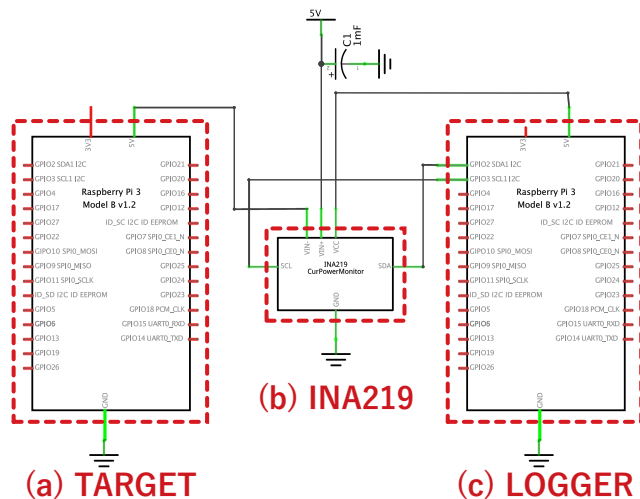 5V
C1
1mF
2
1
+
3V3
5V
GPIO2 SDA1 I2C
GPIO3 SCL1 I2C
GPIO4
GPIO17
GPIO27
GPIO22
GPIO10 SPI0_MOSI
GPIO9 SPI0_MISO
GPIO11 SPI0_SCLK
ID_SD I2C ID EEPROM
GPIO5
GPIO6
GPIO13
GPIO19
GPIO26
Raspberry Pi 3
Model B v1.2
GPIO21
GPIO20
GPIO16
GPIO12
ID_SC I2C ID EEPROM
GPIO7 SPI0_CE1_N
GPIO8 SPI0_CE0_N
GPIO25
GPIO24
GPIO23
GPIO18 PCM_CLK
GPIO15 UART0_RXD
GPIO14 UART0_TXD
GND
(a) TARGET
VIN-
VIN+
VCC
SCL
INA219
CurPowerMonitor
SDA
GND
(b) INA219
3V3
5V
GPIO2 SDA1 I2C
GPIO3 SCL1 I2C
GPIO4
GPIO17
GPIO27
GPIO22
GPIO10 SPI0_MOSI
GPIO9 SPI0_MISO
GPIO11 SPI0_SCLK
ID_SD I2C ID EEPROM
GPIO5
GPIO6
GPIO13
GPIO19
GPIO26
Raspberry Pi 3
Model B v1.2
GPIO21
GPIO20
GPIO16
GPIO12
ID_SC I2C ID EEPROM
GPIO7 SPI0_CE1_N
GPIO8 SPI0_CE0_N
GPIO25
GPIO24
GPIO23
GPIO18 PCM_CLK
GPIO15 UART0_RXD
GPIO14 UART0_TXD
GND
(c) LOGGER